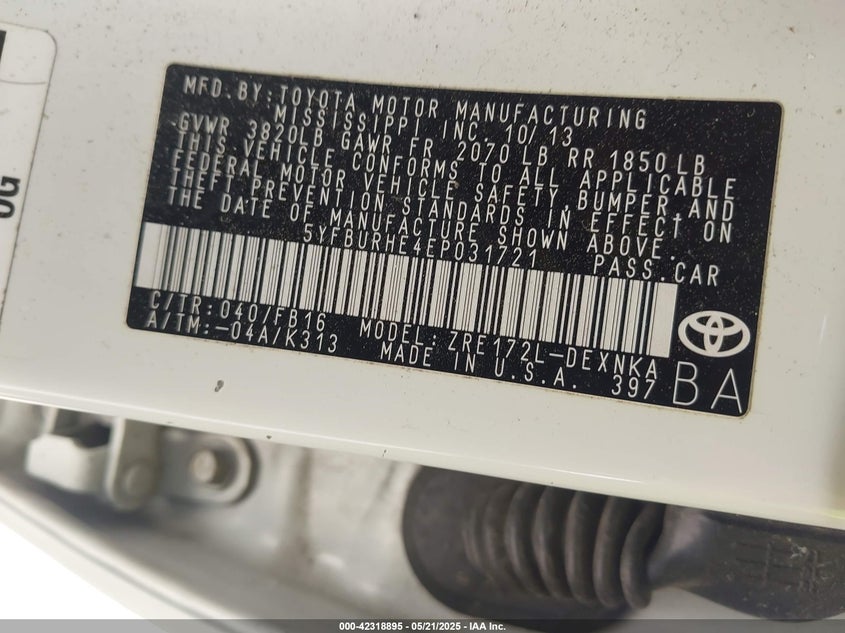 MFD. BY: TOYOTA MOTOR MANUFACTURING
MISSISSIPPI INC. 10/13
GVWR 3820LB GAWR FR 2070 LB RR 1850 LB
THIS VEHICLE CONFORMS TO ALL APPLICABLE
FEDERAL MOTOR VEHICLE SAFETY, BUMPER, AND
THEFT PREVENTION STANDARDS IN EFFECT ON
THE DATE OF MANUFACTURE SHOWN ABOVE.
5YFBURHE4EP031721 PASS. CAR
C/TR: 040/FB16 MODEL: ZRE172L-DEXNKA
A/TM: -04A/K313 MADE IN U.S.A. 397
BA
000-42318895 - 05/21/2025 - IAA Inc.